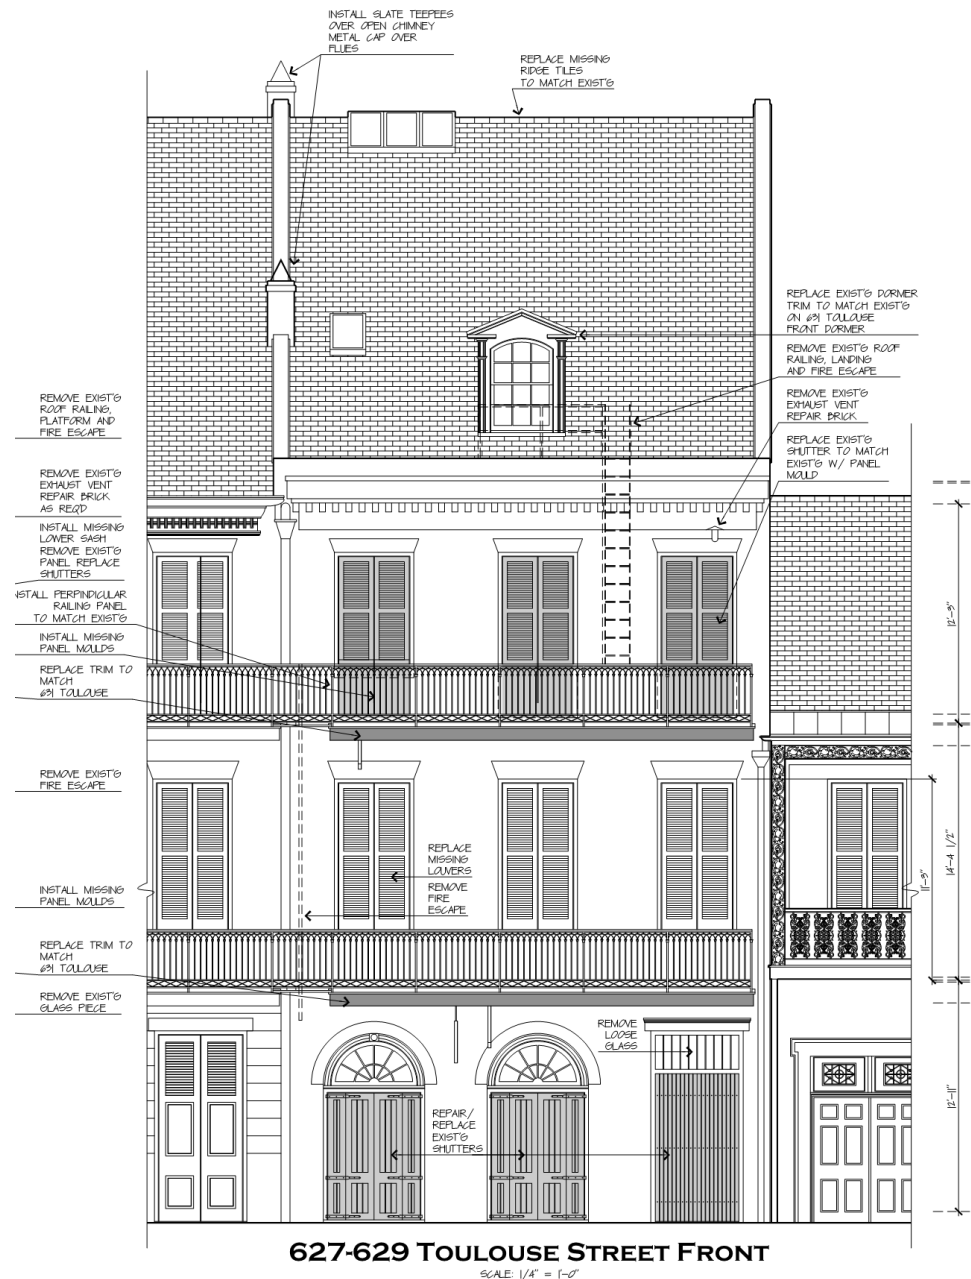 INSTALL SLATE TEEPEES
OVER OPEN CHIMNEY
METAL CAP OVER
FLUES
REPLACE MISSING
RIDGE TILES
TO MATCH EXIST'G
REPLACE EXIST'G DORMER
TRIM TO MATCH EXIST'G
ON 631 TOULOUSE
FRONT DORMER
REMOVE EXIST'G ROOF
RAILING, LANDING
AND FIRE ESCAPE
REMOVE EXIST'G
EXHAUST VENT
REPAIR BRICK
REPLACE EXIST'G
SHUTTER TO MATCH
EXIST'G W/ PANEL
MOULD
REMOVE EXIST'G
ROOF RAILING,
PLATFORM AND
FIRE ESCAPE
REMOVE EXIST'G
EXHAUST VENT
REPAIR BRICK
AS REQ'D
INSTALL MISSING
LOWER SASH
REMOVE EXIST'G
PANEL REPLACE
SHUTTERS
NSTALL PERPINDICULAR
RAILING PANEL
TO MATCH EXIST'G
INSTALL MISSING
PANEL MOULDS
REPLACE TRIM TO
MATCH
631 TOULOUSE
REMOVE EXIST'G
FIRE ESCAPE
REPLACE
MISSING
LOUVERS
REMOVE
FIRE
ESCAPE
INSTALL MISSING
PANEL MOULDS
REPLACE TRIM TO
MATCH
631 TOULOUSE
REMOVE EXIST'G
GLASS PIECE
REMOVE
LOOSE
GLASS
REPAIR/
REPLACE
EXIST'G
SHUTTERS
12'-3"
14'-4 1/2"
11'-3"
12'-11"
627-629 TOULOUSE STREET FRONT
SCALE: 1/4" = 1'-0"